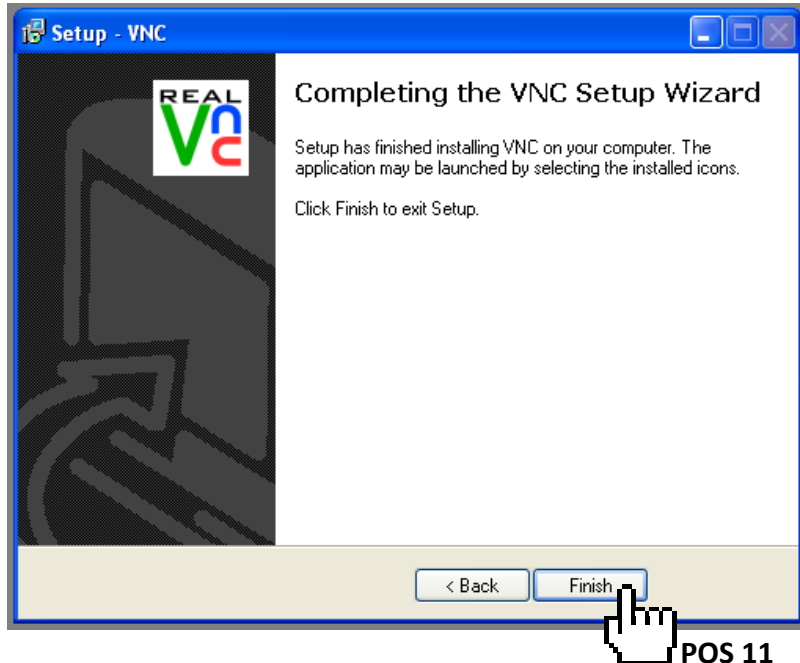 Setup - VNC
REAL
VNC
Completing the VNC Setup Wizard
Setup has finished installing VNC on your computer. The
application may be launched by selecting the installed icons.
Click Finish to exit Setup.
< Back
Finish
POS 11